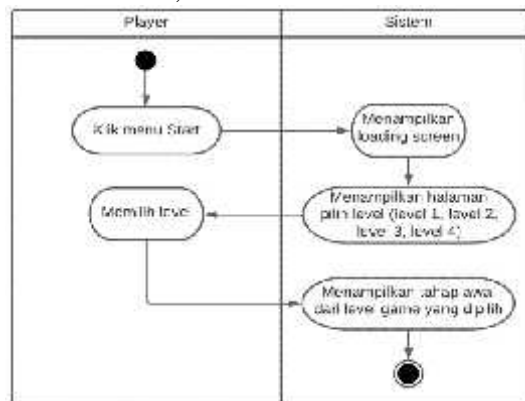 Player
Sistem
Klik menu Start
Menampilkan
loading screen
Menampilkan halaman
pilih level (level 1, level 2,
level 3, level 4)
Memilih level
Menampilkan tahap awal
dari level game yang dipilih